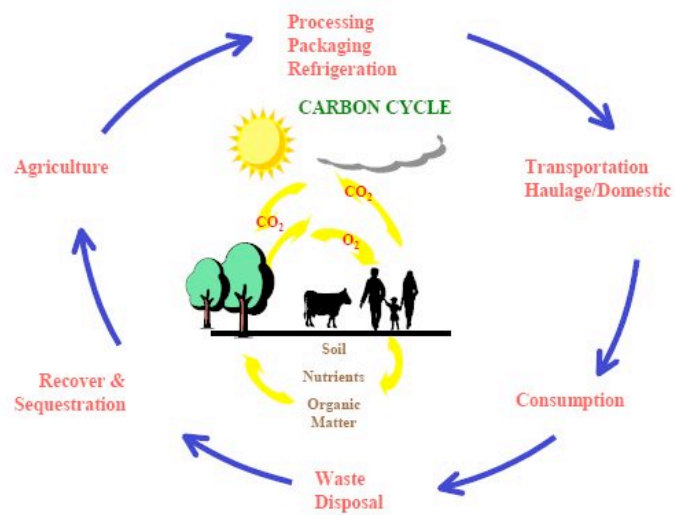 Processing
Packaging
Refrigeration
CARBON CYCLE
Agriculture
Transportation
Haulage/Domestic
CO₂
CO₂
O₂
Soil
Nutrients
Organic
Matter
Recover &
Sequestration
Consumption
Waste
Disposal